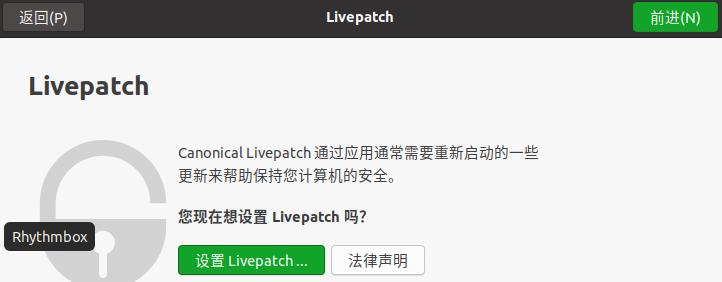 返回(P)
Livepatch
前进(N)
Livepatch
Canonical Livepatch 通过应用通常需要重新启动的一些
更新来帮助保持您计算机的安全。
您现在想设置 Livepatch 吗?
Rhythmbox
设置 Livepatch ...
法律声明